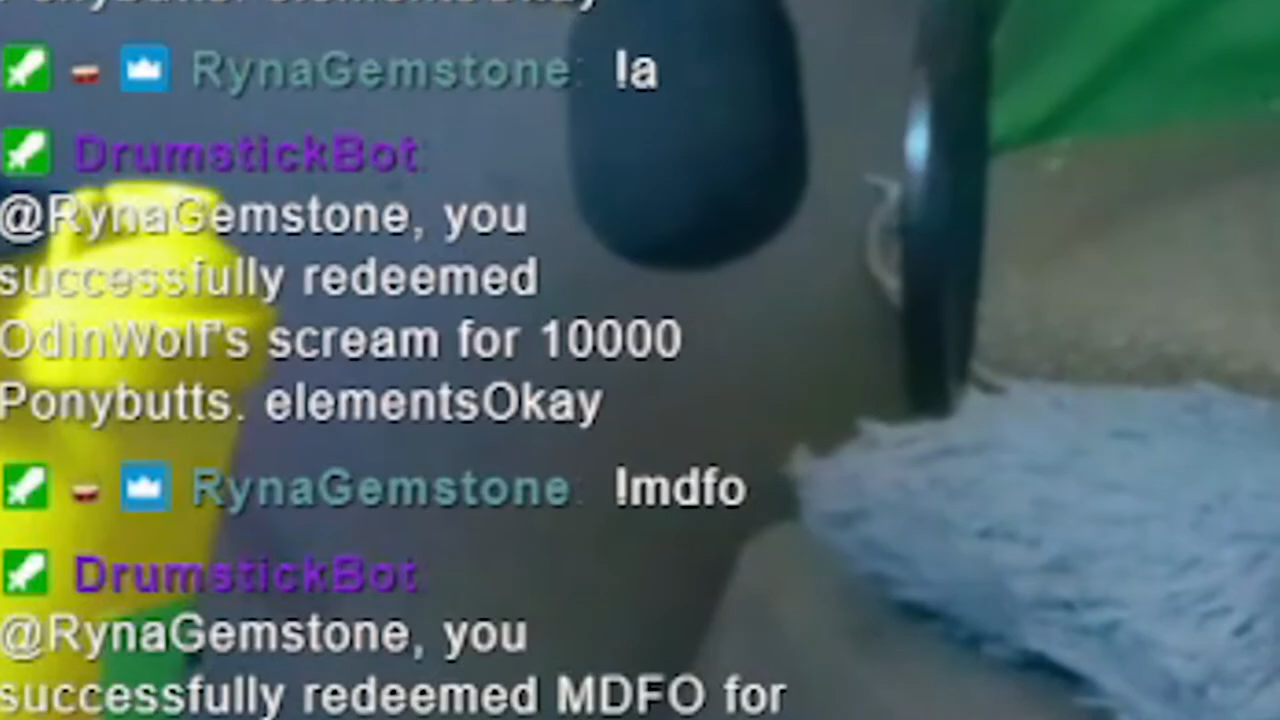 elementsOkay
RynaGemstone: !a
DrumstickBot:
@RynaGemstone, you
successfully redeemed
OdinWolf's scream for 10000
Ponybutts. elementsOkay
RynaGemstone: !mdfo
DrumstickBot:
@RynaGemstone, you
successfully redeemed MDFO for